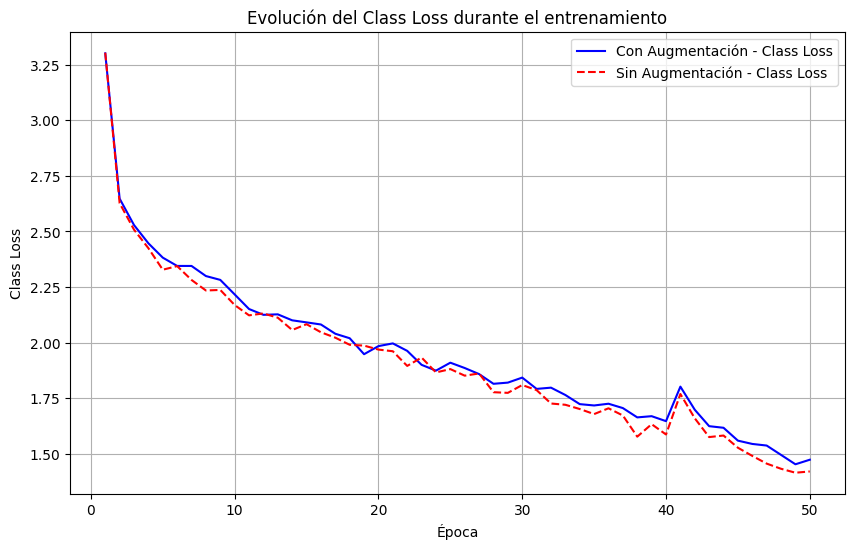 Evolución del Class Loss durante el entrenamiento
Con Augmentación - Class Loss
Sin Augmentación - Class Loss
Class Loss
3.25
3.00
2.75
2.50
2.25
2.00
1.75
1.50
0
10
20
30
40
50
Época